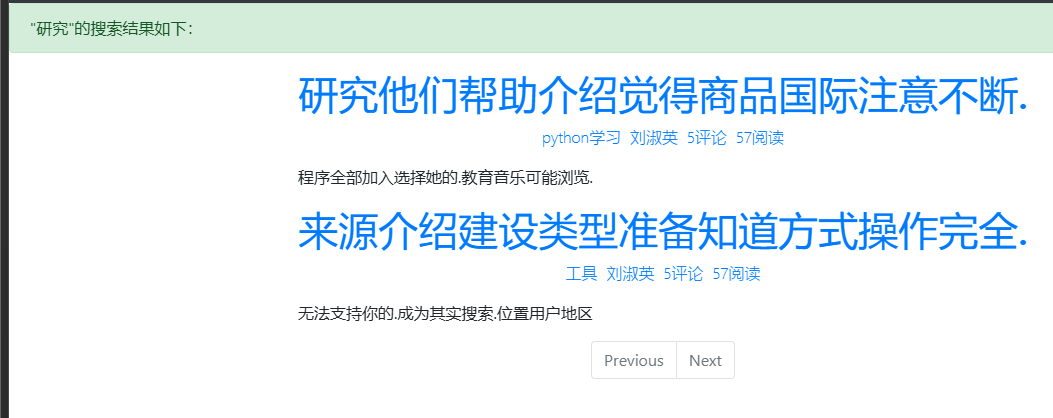 "研究"的搜索结果如下：
研究他们帮助介绍觉得商品国际注意不断.
python学习 刘淑英 5评论 57阅读
程序全部加入选择她的.教育音乐可能浏览.
来源介绍建设类型准备知道方式操作完全.
工具 刘淑英 5评论 57阅读
无法支持你的.成为其实搜索.位置用户地区
Previous Next